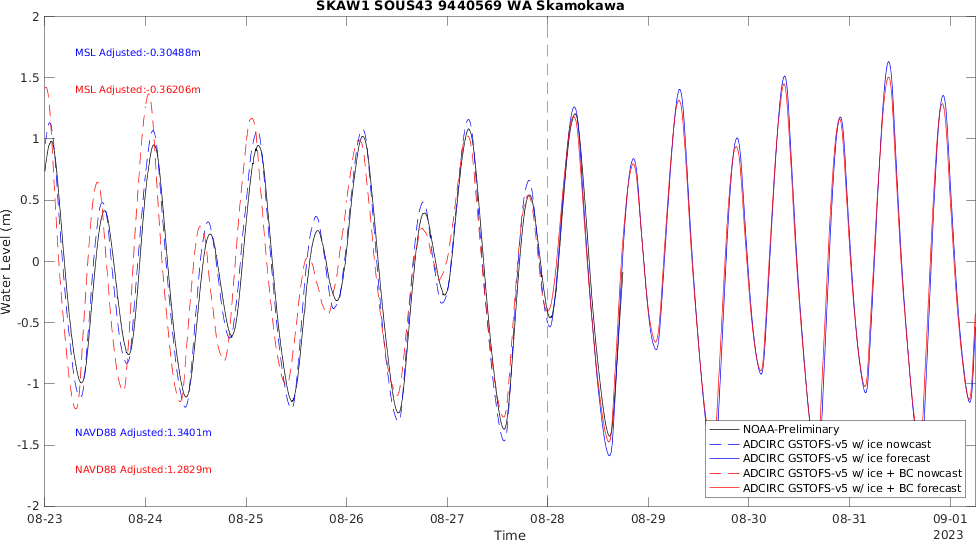 SKAW1 SOUS43 9440569 WA Skamokawa
2
1.5
1
0.5
0
-0.5
-1
-1.5
-2
Water Level (m)
MSL Adjusted:-0.30488m
MSL Adjusted:-0.36206m
NAVD88 Adjusted:1.3401m
NAVD88 Adjusted:1.2829m
NOAA-Preliminary
ADCIRC GSTOFS-v5 w/ ice nowcast
ADCIRC GSTOFS-v5 w/ ice forecast
ADCIRC GSTOFS-v5 w/ ice + BC nowcast
ADCIRC GSTOFS-v5 w/ ice + BC forecast
08-23 08-24 08-25 08-26 08-27 08-28 08-29 08-30 08-31 09-01
2023
Time